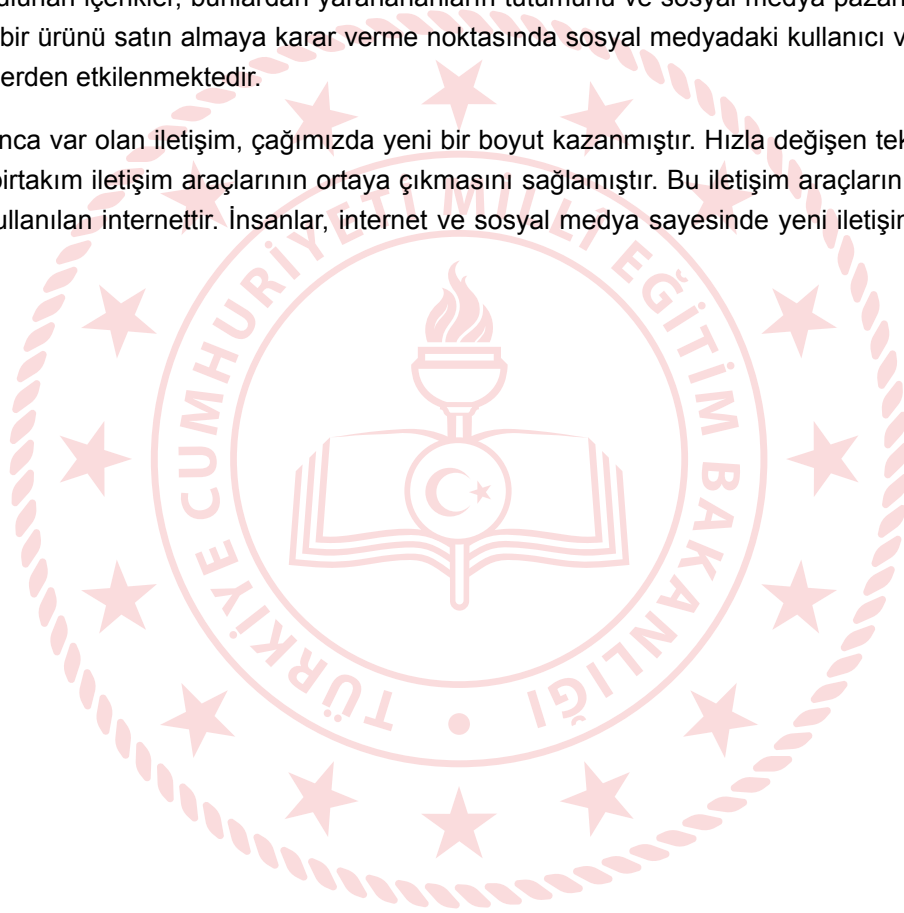 bulunan içerikler, bunlardan yararlananların tutumunu ve sosyal medya pazar
bir ürünü satın almaya karar verme noktasında sosyal medyadaki kullanıcı v
lerden etkilenmektedir.
nca var olan iletişim, çağımızda yeni bir boyut kazanmıştır. Hızla değişen tek
birtakım iletişim araçlarının ortaya çıkmasını sağlamıştır. Bu iletişim araçların
ullanılan internettir. İnsanlar, internet ve sosyal medya sayesinde yeni iletişim
TÜRKİYE CUMHURİYETİ MİLLÎ EĞİTİM BAKANLIĞI